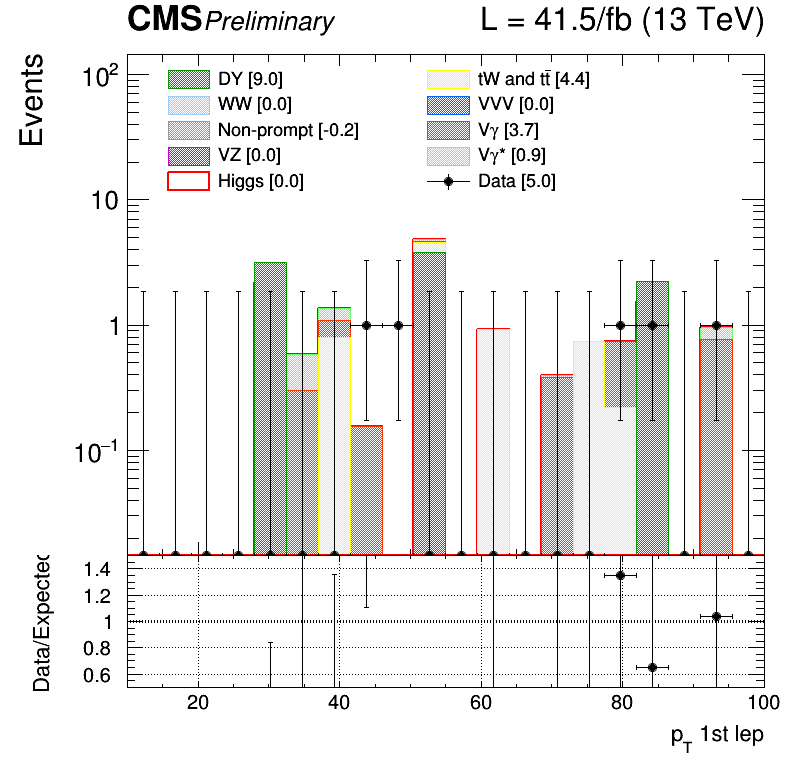 CMS Preliminary L = 41.5/fb (13 TeV)
Events
10²
10
1
10⁻¹
DY [9.0]
WW [0.0]
Non-prompt [-0.2]
VZ [0.0]
Higgs [0.0]
tW and tt̅ [4.4]
VVV [0.0]
Vγ [3.7]
Vγ* [0.9]
Data [5.0]
Data/Expected
1.4
1.2
1
0.8
0.6
20 40 60 80 100
p_T 1st lep